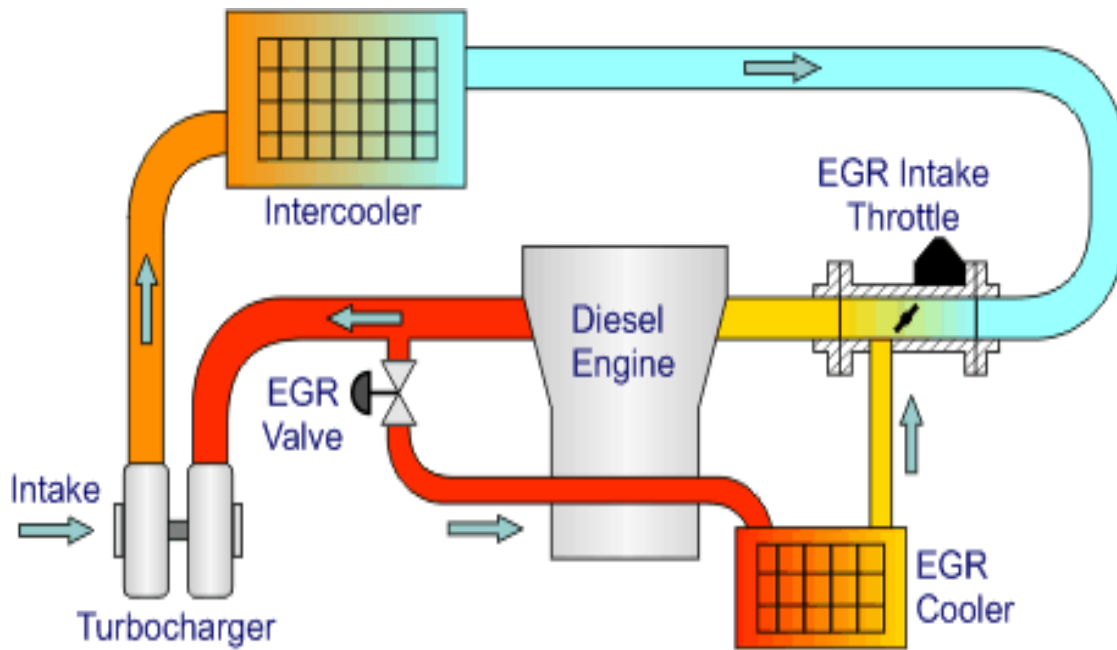 Intercooler
EGR Intake
Throttle
Diesel
Engine
EGR
Valve
Intake
Turbocharger
EGR
Cooler